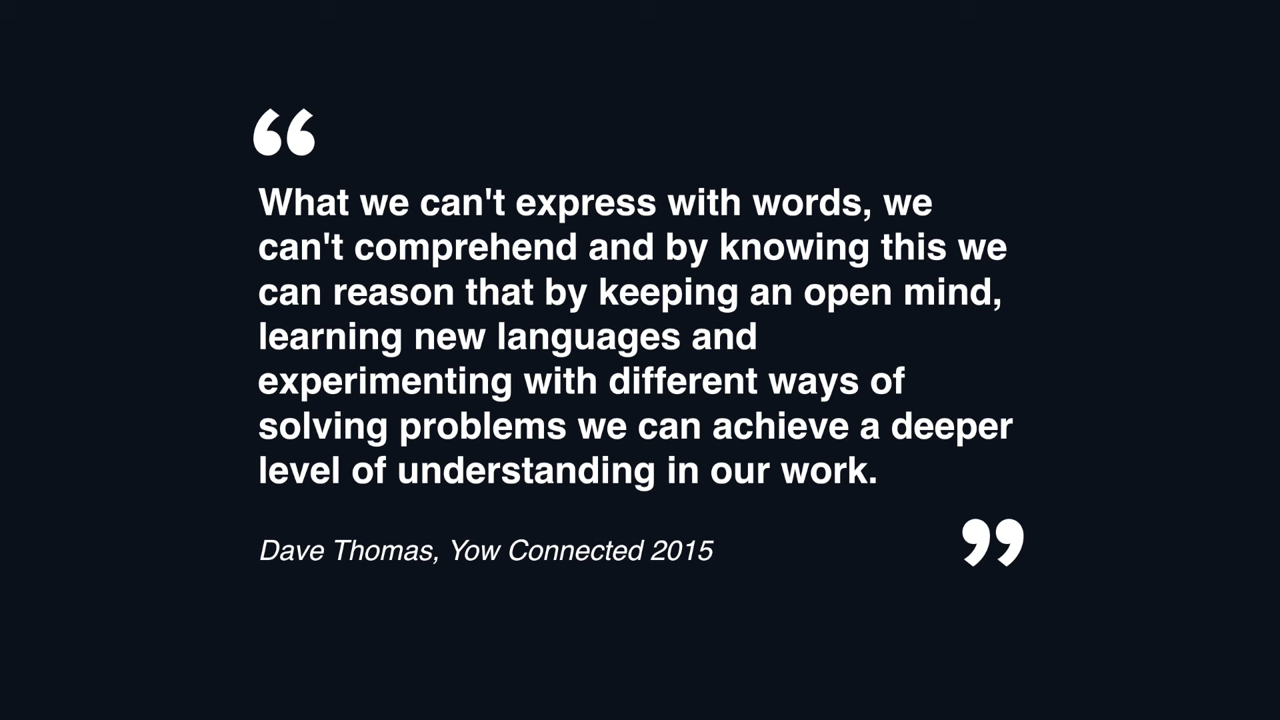 “
What we can't express with words, we
can't comprehend and by knowing this we
can reason that by keeping an open mind,
learning new languages and
experimenting with different ways of
solving problems we can achieve a deeper
level of understanding in our work.
Dave Thomas, Yow Connected 2015
”